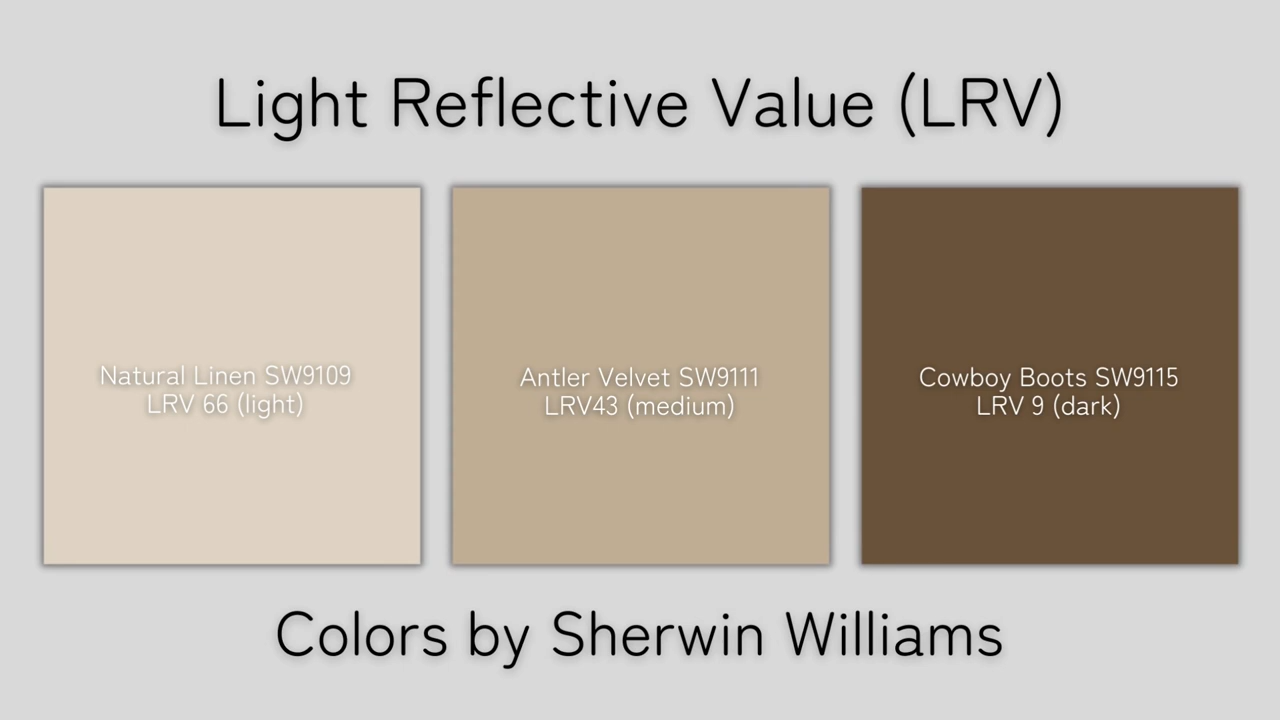 Light Reflective Value (LRV)
Natural Linen SW9109
LRV 66 (light)
Antler Velvet SW9111
LRV43 (medium)
Cowboy Boots SW9115
LRV 9 (dark)
Colors by Sherwin Williams